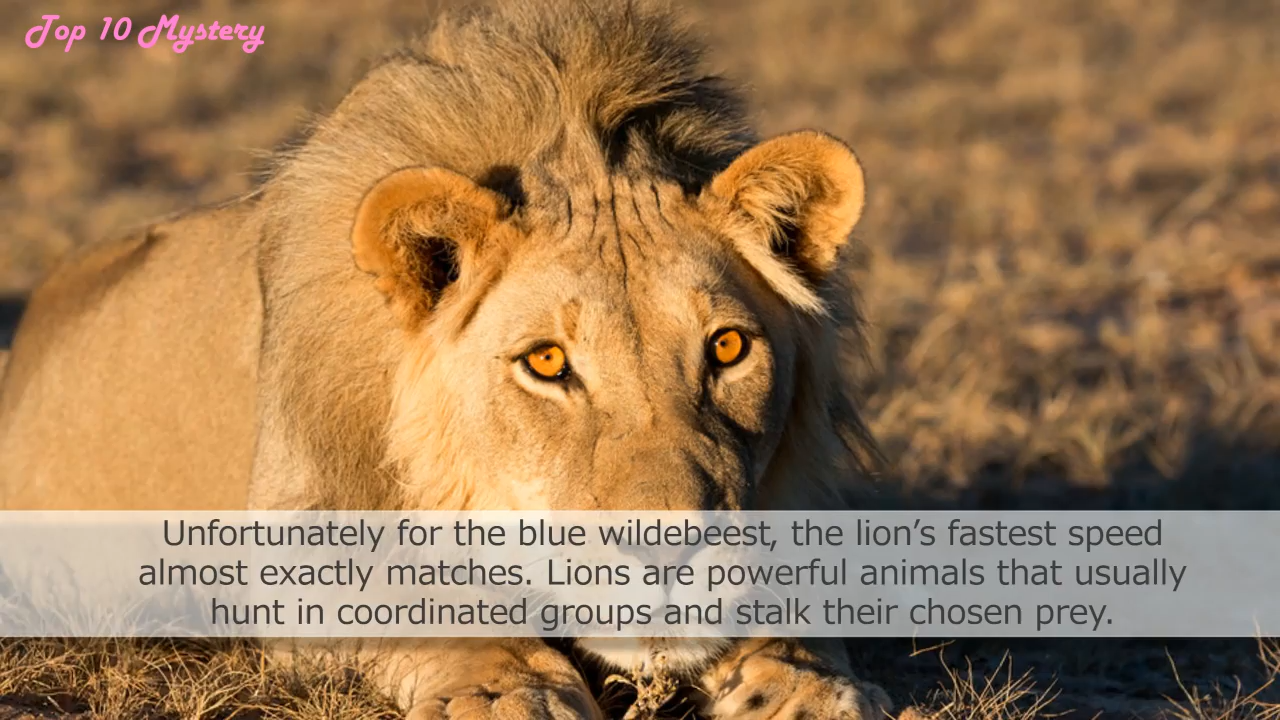 Top 10 Mystery
Unfortunately for the blue wildebeest, the lion’s fastest speed
almost exactly matches. Lions are powerful animals that usually
hunt in coordinated groups and stalk their chosen prey.